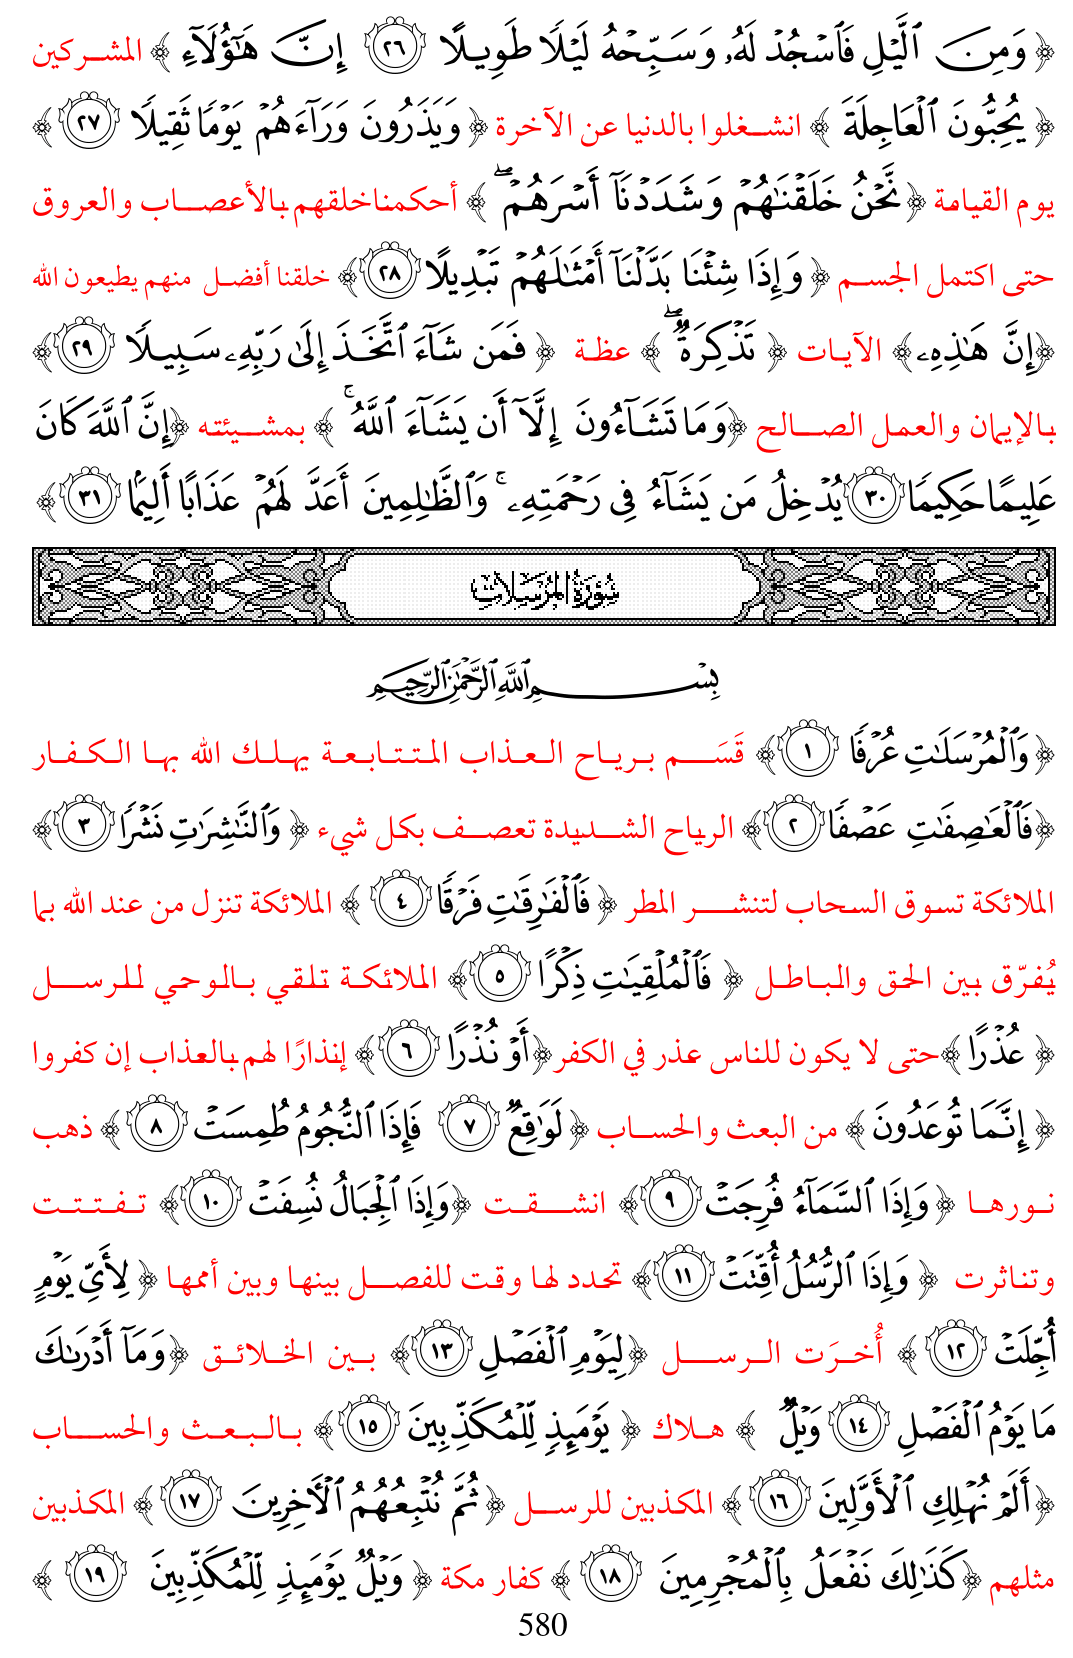 ﴿ وَمِنَ ٱلَّيۡلِ فَٱسۡجُدۡ لَهُۥ وَسَبِّحۡهُ لَيۡلٗا طَوِيلًا ٢٦ إِنَّ هَٰٓؤُلَآءِ ﴾ المشركين
﴿ يُحِبُّونَ ٱلۡعَاجِلَةَ ﴾ انشغلوا بالدنيا عن الآخرة ﴿ وَيَذَرُونَ وَرَآءَهُمۡ يَوۡمٗا ثَقِيلٗا ٢٧ ﴾
يوم القيامة ﴿ نَّحۡنُ خَلَقۡنَٰهُمۡ وَشَدَدۡنَآ أَسۡرَهُمۡۖ ﴾ أحكمنا خلقهم بالأعصاب والعروق
حتى اكتمل الجسم ﴿ وَإِذَا شِئۡنَا بَدَّلۡنَآ أَمۡثَٰلَهُمۡ تَبۡدِيلًا ٢٨ ﴾ خلقنا أفضل منهم يطيعون الله
﴿إِنَّ هَٰذِهِۦ﴾ الآيات ﴿ تَذۡكِرَةٞۖ ﴾ عظة ﴿ فَمَن شَآءَ ٱتَّخَذَ إِلَىٰ رَبِّهِۦ سَبِيلٗا ٢٩ ﴾
بالإيمان والعمل الصالح ﴿وَمَا تَشَآءُونَ إِلَّآ أَن يَشَآءَ ٱللَّهُۚ ﴾ بمشيئته ﴿إِنَّ ٱللَّهَ كَانَ
عَلِيمًا حَكِيمٗا ٣٠ يُدۡخِلُ مَن يَشَآءُ فِي رَحۡمَتِهِۦۚ وَٱلظَّٰلِمِينَ أَعَدَّ لَهُمۡ عَذَابًا أَلِيمَۢا ٣١ ﴾
سُورَةُ المُرۡسَلَاتِ
بِسۡمِ ٱللَّهِ ٱلرَّحۡمَٰنِ ٱلرَّحِيمِ
﴿ وَٱلۡمُرۡسَلَٰتِ عُرۡفٗا ١ ﴾ قَسَم برياح العذاب المتتابعة يهلك الله بها الكفار
﴿فَٱلۡعَٰصِفَٰتِ عَصۡفٗا ٢ ﴾ الرياح الشديدة تعصف بكل شيء ﴿ وَٱلنَّٰشِرَٰتِ نَشۡرٗا ٣ ﴾
الملائكة تسوق السحاب لتنشر المطر ﴿ فَٱلۡفَٰرِقَٰتِ فَرۡقٗا ٤ ﴾ الملائكة تنزل من عند الله بما
يُفرّق بين الحق والباطل ﴿ فَٱلۡمُلۡقِيَٰتِ ذِكۡرًا ٥ ﴾ الملائكة تلقي بالوحي للرسل
﴿ عُذۡرًا ﴾ حتى لا يكون للناس عذر في الكفر ﴿أَوۡ نُذۡرًا ٦ ﴾ إنذارًا لهم بالعذاب إن كفروا
﴿ إِنَّمَا تُوعَدُونَ ﴾ من البعث والحساب ﴿لَوَٰقِعٞ ٧ فَإِذَا ٱلنُّجُومُ طُمِسَتۡ ٨ ﴾ ذهب
نورها ﴿ وَإِذَا ٱلسَّمَآءُ فُرِجَتۡ ٩ ﴾ انشقت ﴿وَإِذَا ٱلۡجِبَالُ نُسِفَتۡ ١٠ ﴾ تفتتت
وتناثرت ﴿ وَإِذَا ٱلرُّسُلُ أُقِّتَتۡ ١١ ﴾ تحدد لها وقت للفصل بينها وبين أممها ﴿ لِأَيِّ يَوۡمٍ
أُجِّلَتۡ ١٢ ﴾ أُخرَت الرسل ﴿لِيَوۡمِ ٱلۡفَصۡلِ ١٣ ﴾ بين الخلائق ﴿وَمَآ أَدۡرَىٰكَ
مَا يَوۡمُ ٱلۡفَصۡلِ ١٤ وَيۡلٞ ﴾ هلاك ﴿ يَوۡمَئِذٖ لِّلۡمُكَذِّبِينَ ١٥ ﴾ بالبعث والحساب
﴿أَلَمۡ نُهۡلِكِ ٱلۡأَوَّلِينَ ١٦ ﴾ المكذبين للرسل ﴿ثُمَّ نُتۡبِعُهُمُ ٱلۡأٓخِرِينَ ١٧ ﴾ المكذبين
مثلهم ﴿كَذَٰلِكَ نَفۡعَلُ بِٱلۡمُجۡرِمِينَ ١٨ ﴾ كفار مكة ﴿ وَيۡلٞ يَوۡمَئِذٖ لِّلۡمُكَذِّبِينَ ١٩ ﴾
580